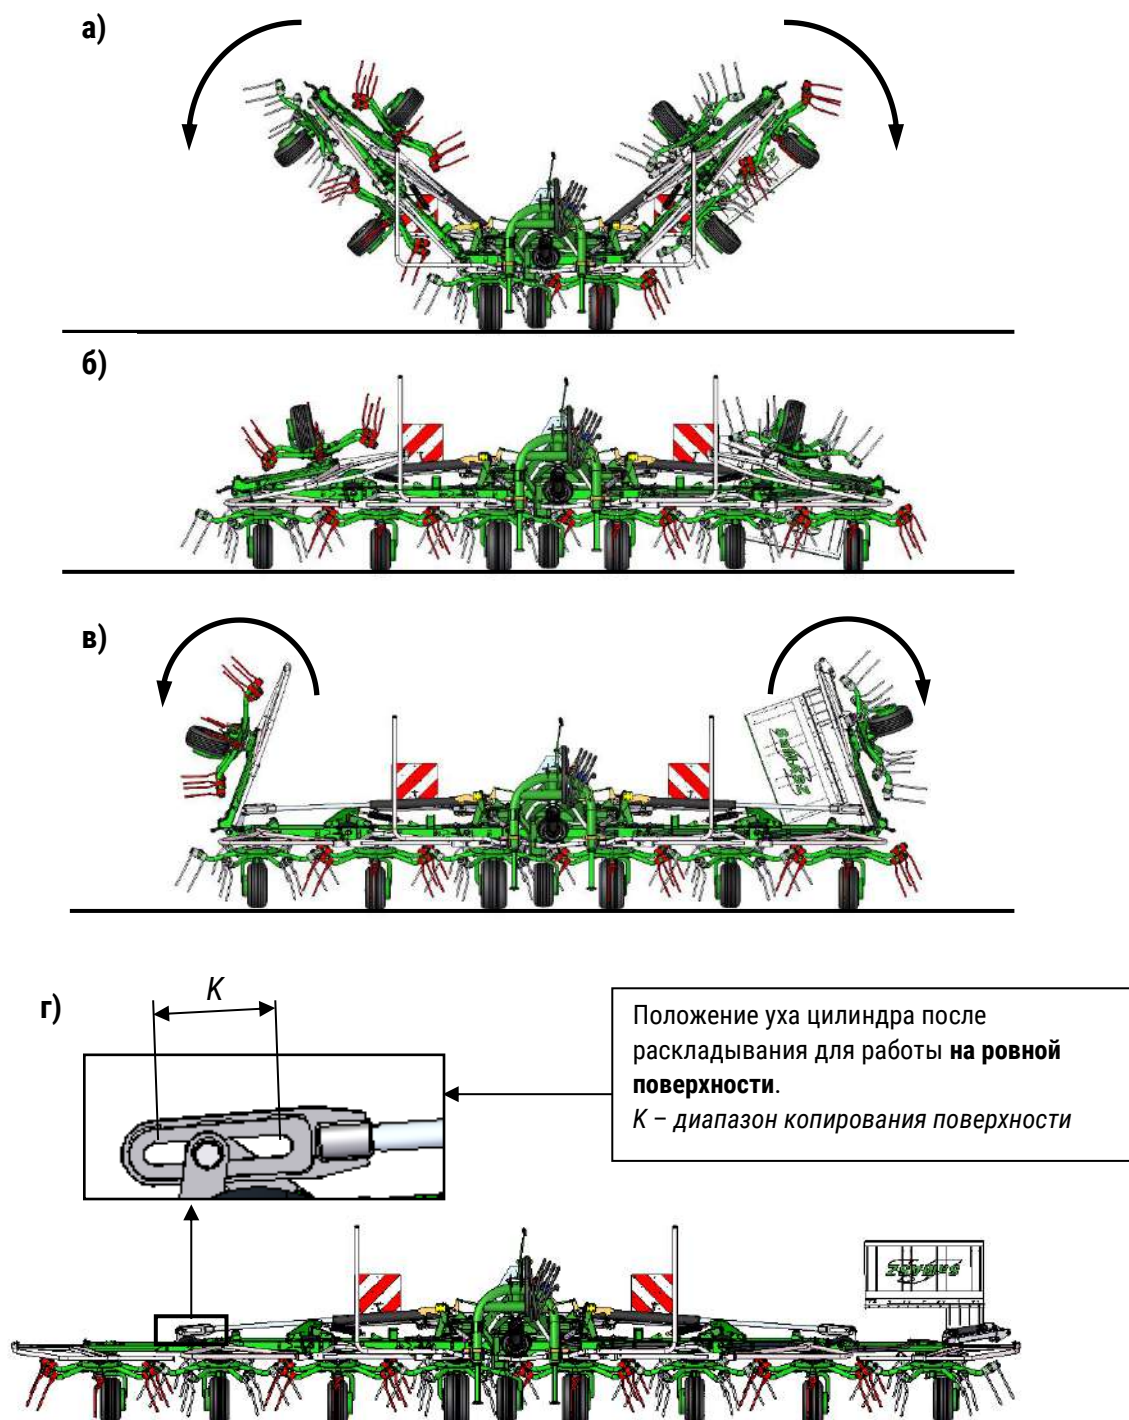 а)
б)
в)
г)
K
Положение уха цилиндра после
раскладывания для работы на ровной
поверхности.
K – диапазон копирования поверхности